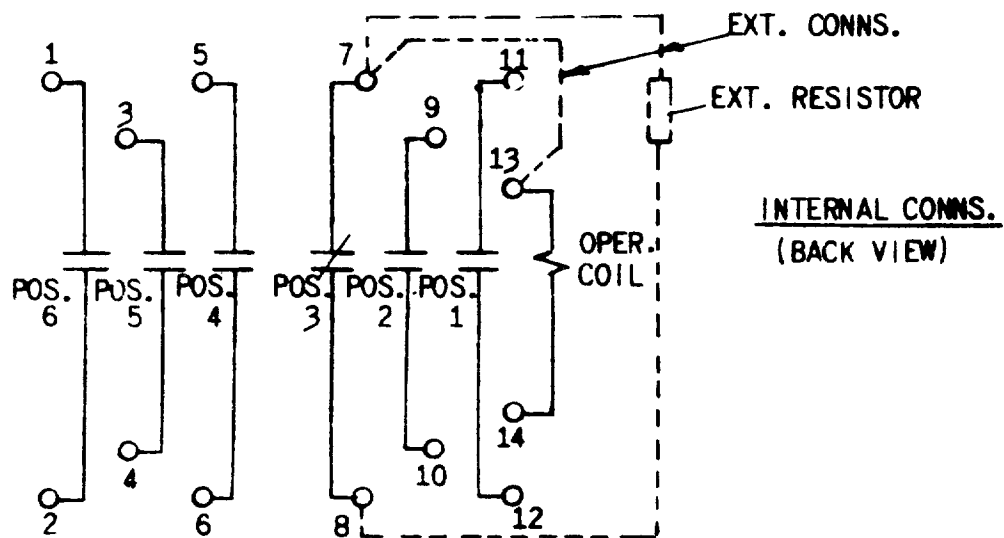 EXT. CONNS.
1
5
7
11
EXT. RESISTOR
3
9
13
INTERNAL CONNS.
(BACK VIEW)
OPER.
COIL
POS.
6
POS.
5
POS.
4
POS.
3
POS.
2
POS.
1
14
4
10
2
6
8
12